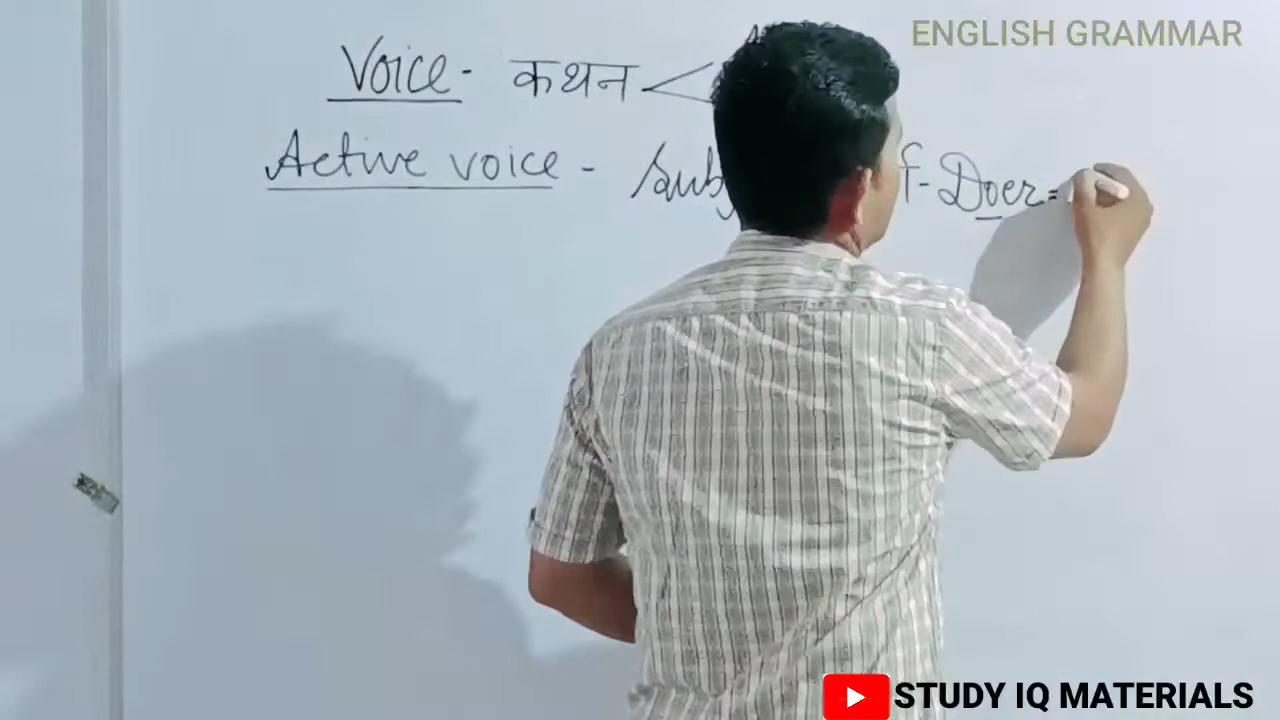 ENGLISH GRAMMAR
Voice - कथन
Active voice - - Doer =
STUDY IQ MATERIALS